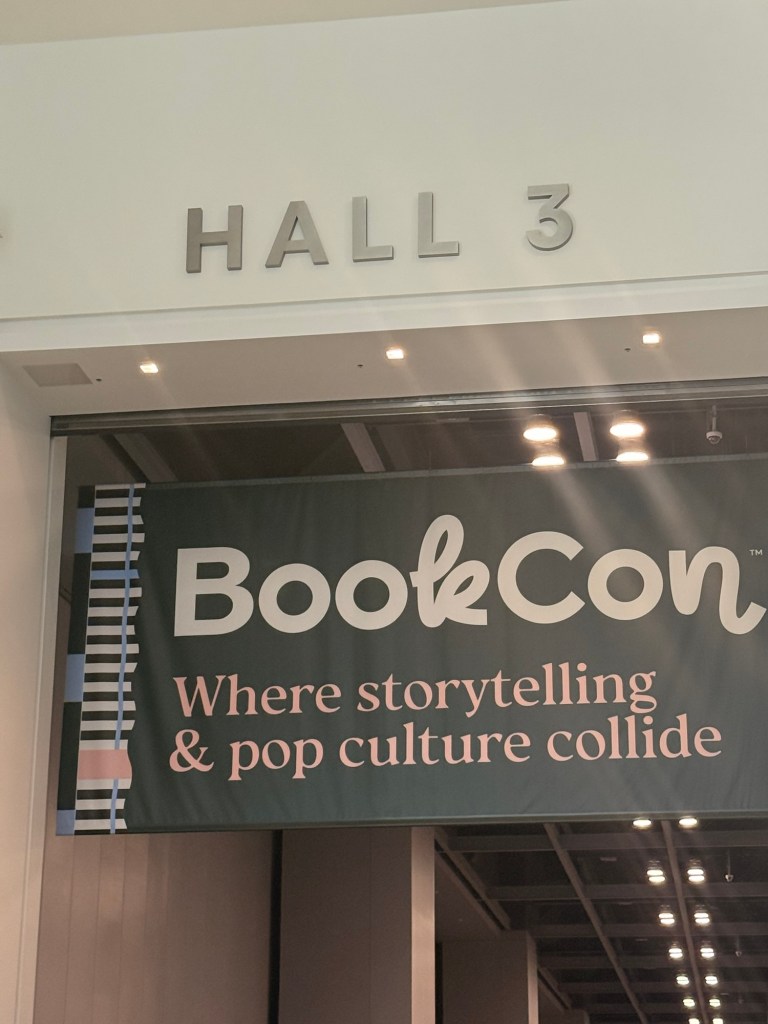 HALL 3
BookCon™
Where storytelling
& pop culture collide